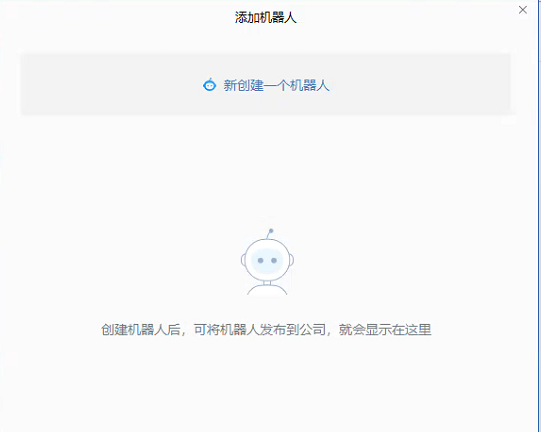 添加机器人
新创建一个机器人
创建机器人后，可将机器人发布到公司，就会显示在这里